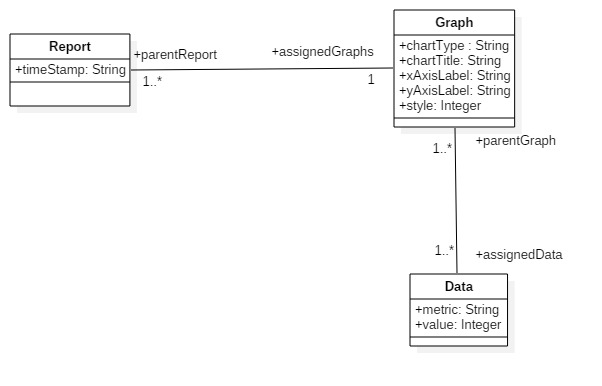 Report
+timeStamp: String
+parentReport
1..*
+assignedGraphs
1
Graph
+chartType : String
+chartTitle: String
+xAxisLabel: String
+yAxisLabel: String
+style: Integer
1..*
+parentGraph
1..*
+assignedData
Data
+metric: String
+value: Integer